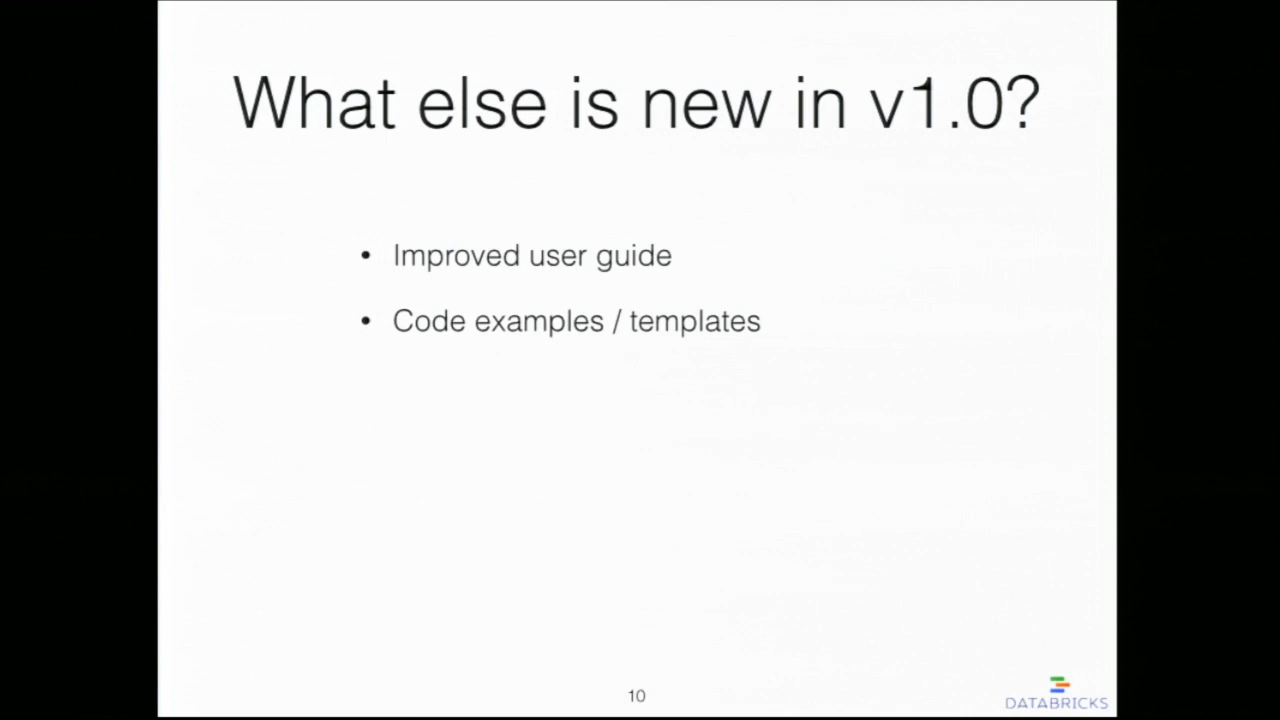 What else is new in v1.0?
• Improved user guide
• Code examples / templates
10
DATABRICKS